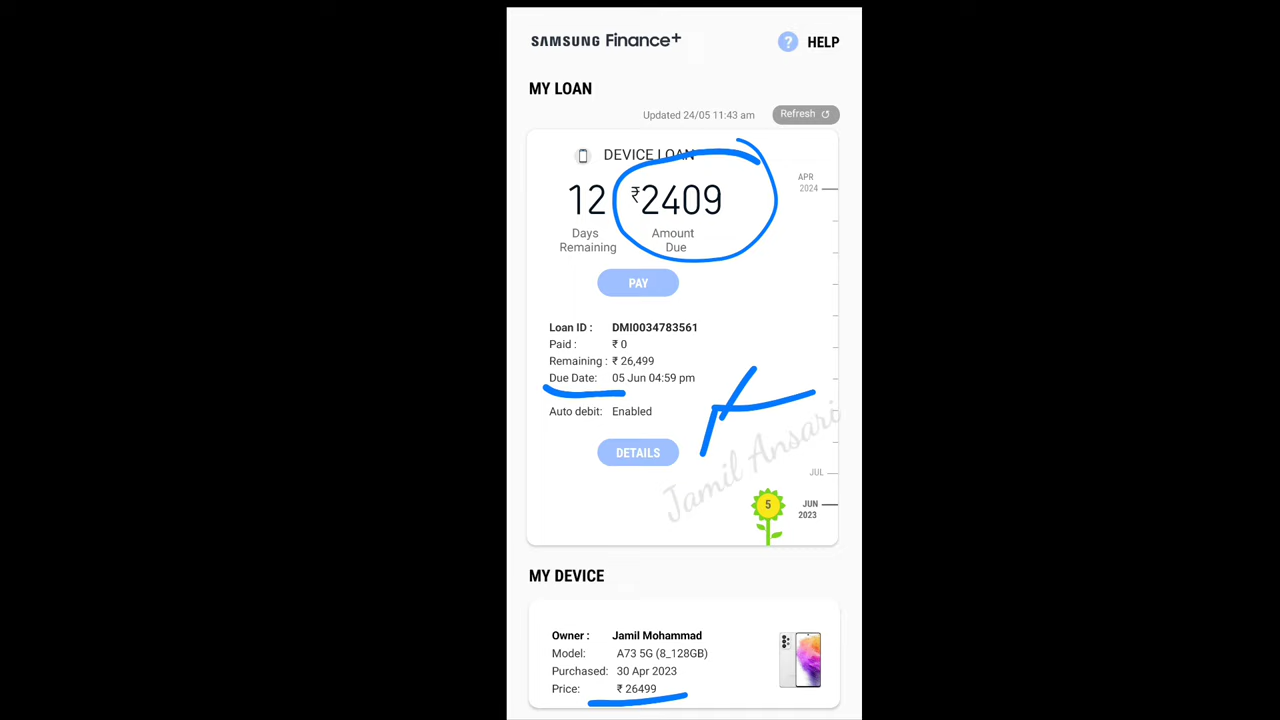 SAMSUNG Finance+
? HELP
MY LOAN
Updated 24/05 11:43 am Refresh
DEVICE LOAN
12 ₹2409
Days Remaining Amount Due
PAY
Loan ID : DMI0034783561
Paid : ₹ 0
Remaining : ₹ 26,499
Due Date: 05 Jun 04:59 pm
Auto debit: Enabled
DETAILS
APR
2024
JUL
JUN
2023
5
Jamil Ansari
MY DEVICE
Owner : Jamil Mohammad
Model: A73 5G (8_128GB)
Purchased: 30 Apr 2023
Price: ₹ 26499